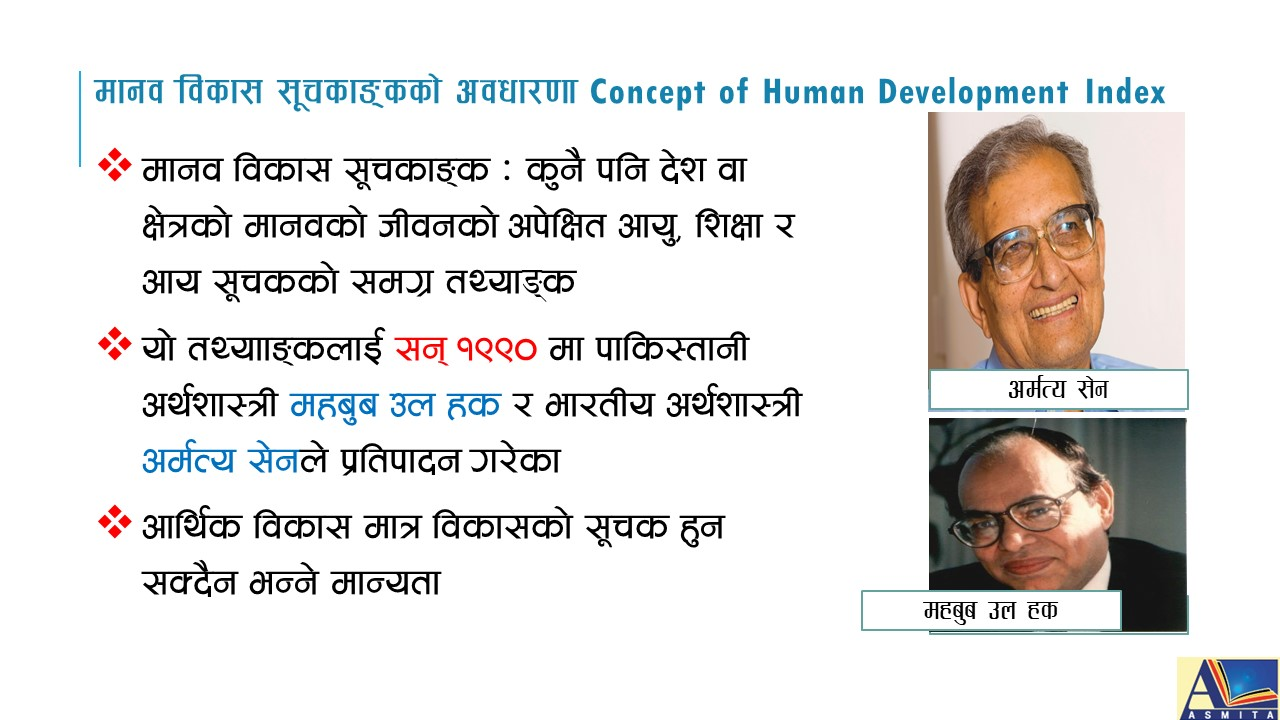 मानव विकास सूचकाङ्कको अवधारणा Concept of Human Development Index
❖ मानव विकास सूचकाङ्क : कुनै पनि देश वा
क्षेत्रको मानवको जीवनको अपेक्षित आयु, शिक्षा र
आय सूचकको समग्र तथ्याङ्क
❖ यो तथ्यााङ्कलाई सन् १९९० मा पाकिस्तानी
अर्थशास्त्री महबुब उल हक र भारतीय अर्थशास्त्री
अर्मत्य सेनले प्रतिपादन गरेका
❖ आर्थिक विकास मात्र विकासको सूचक हुन
सक्दैन भन्ने मान्यता
अर्मत्य सेन
महबुब उल हक
ASMITA